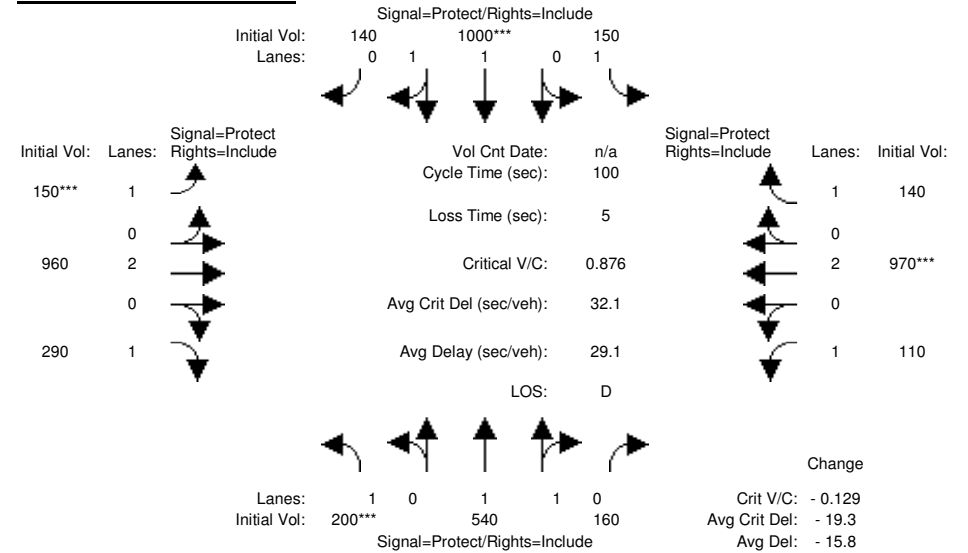 Signal=Protect/Rights=Include
Initial Vol: 140 1000*** 150
Lanes: 0 1 1 0 1
Signal=Protect Signal=Protect
Initial Vol: Lanes: Rights=Include Vol Cnt Date: n/a Rights=Include Lanes: Initial Vol:
Cycle Time (sec): 100
150*** 1 1 140
Loss Time (sec): 5
0 0
960 2 Critical V/C: 0.876 2 970***
0 Avg Crit Del (sec/veh): 32.1 0
290 1 Avg Delay (sec/veh): 29.1 1 110
LOS: D
Change
Lanes: 1 0 1 1 0 Crit V/C: - 0.129
Initial Vol: 200*** 540 160 Avg Crit Del: - 19.3
Signal=Protect/Rights=Include Avg Del: - 15.8